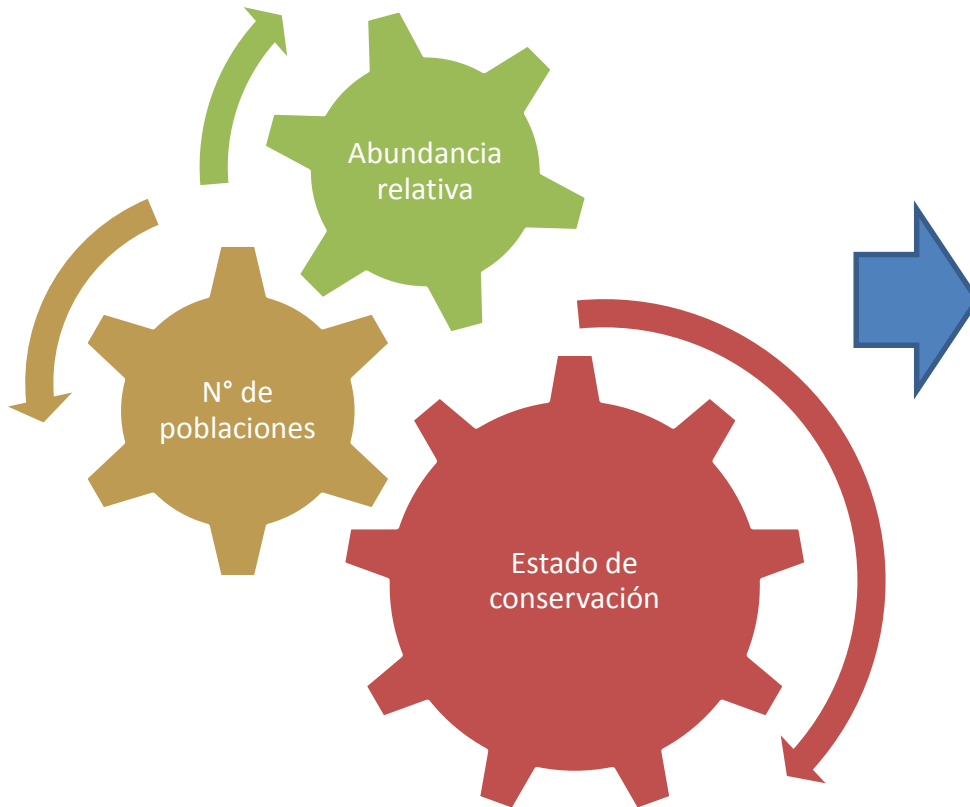 Abundancia
relativa
N° de
poblaciones
Estado de
conservación